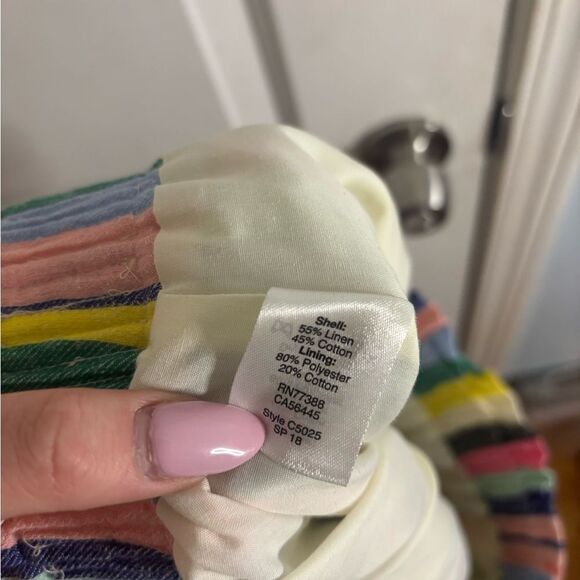 Shell:
55% Linen
45% Cotton
Lining:
80% Polyester
20% Cotton
RN77388
CA56445
Style C5025
SP 18